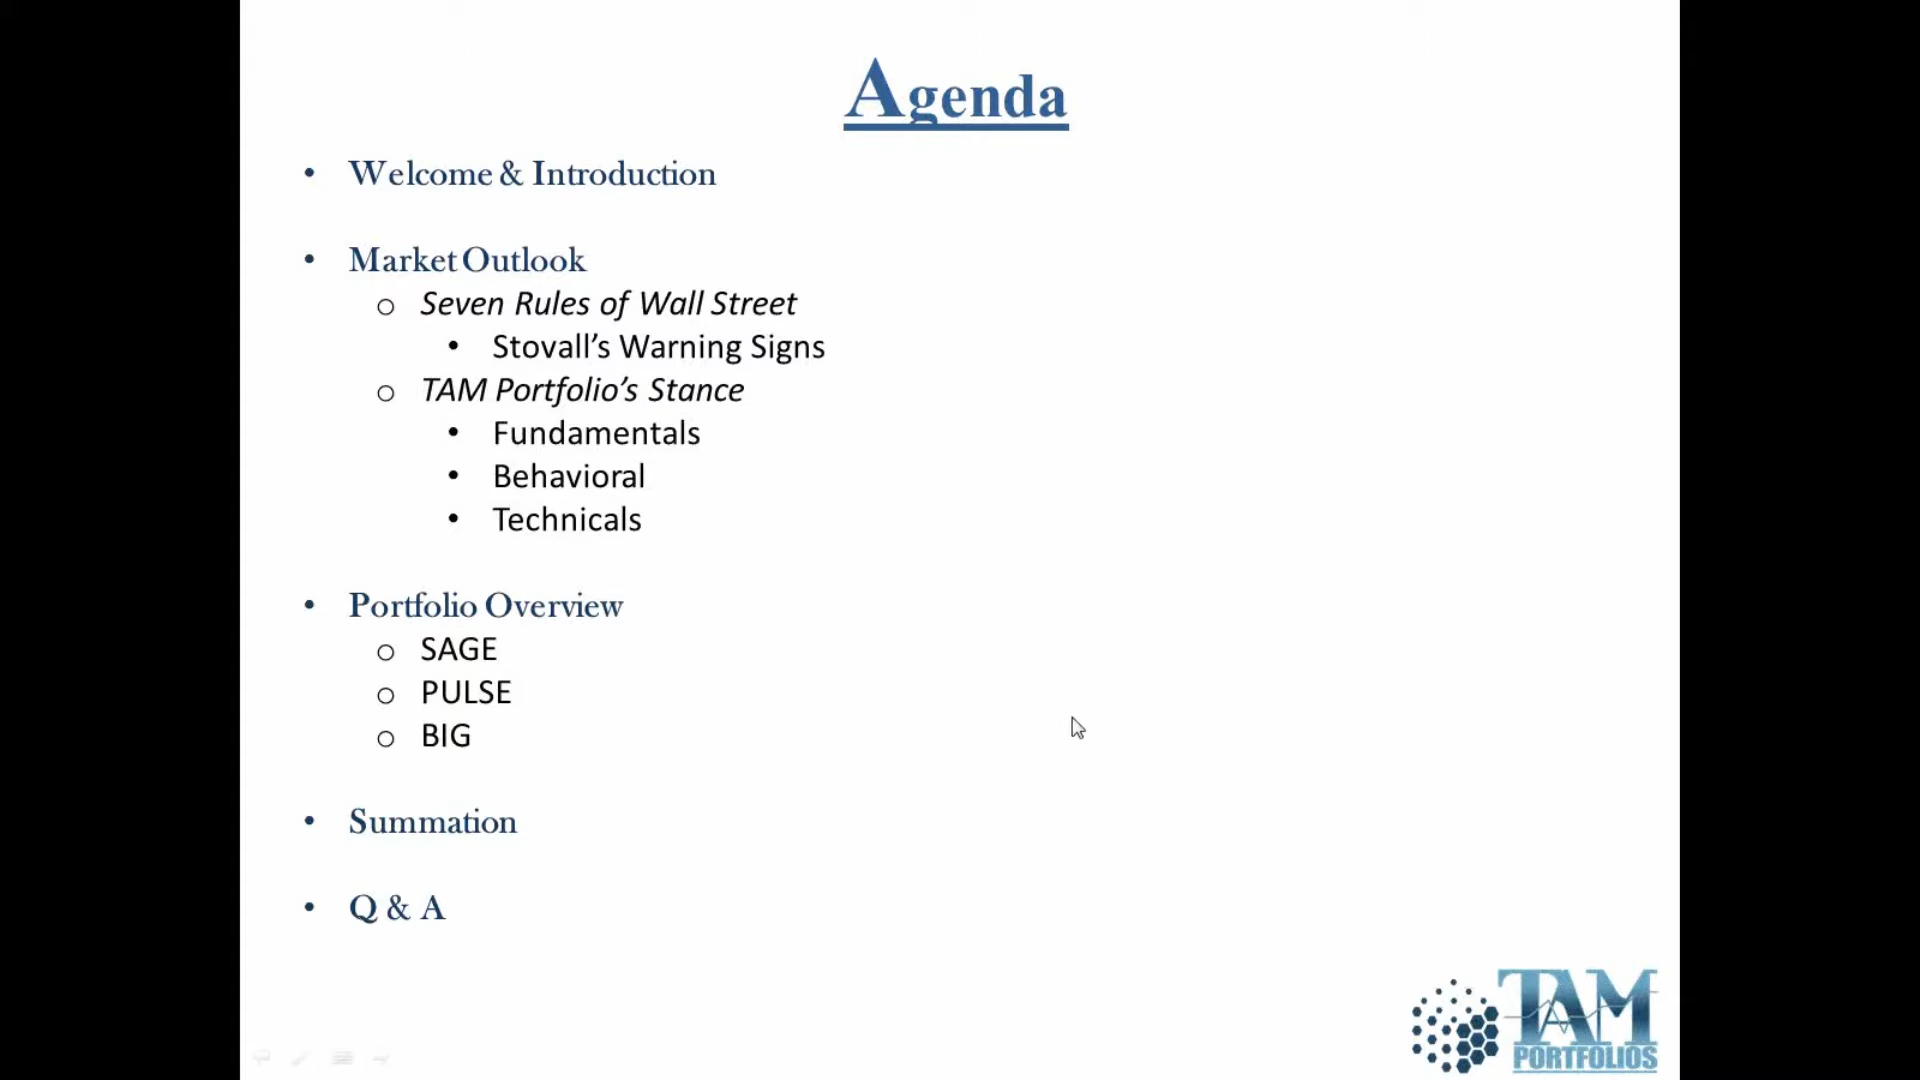 Agenda
• Welcome & Introduction
• Market Outlook
o Seven Rules of Wall Street
• Stovall’s Warning Signs
o TAM Portfolio’s Stance
• Fundamentals
• Behavioral
• Technicals
• Portfolio Overview
o SAGE
o PULSE
o BIG
• Summation
• Q & A
TAM
PORTFOLIOS